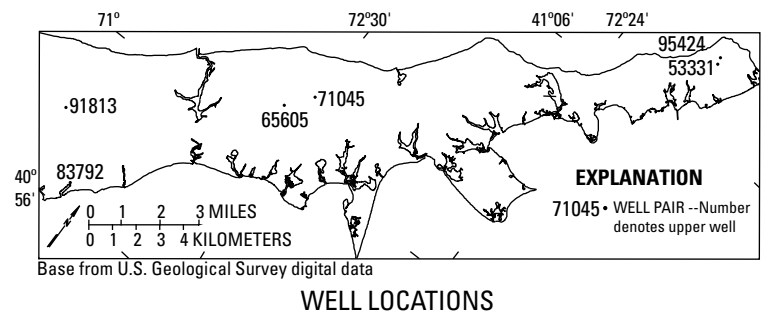 71° 72°30' 41°06' 72°24'
95424
53331
91813
71045
65605
83792
40°
56'
EXPLANATION
71045 WELL PAIR --Number
denotes upper well
0 1 2 3 MILES
0 1 2 3 4 KILOMETERS
Base from U.S. Geological Survey digital data
WELL LOCATIONS